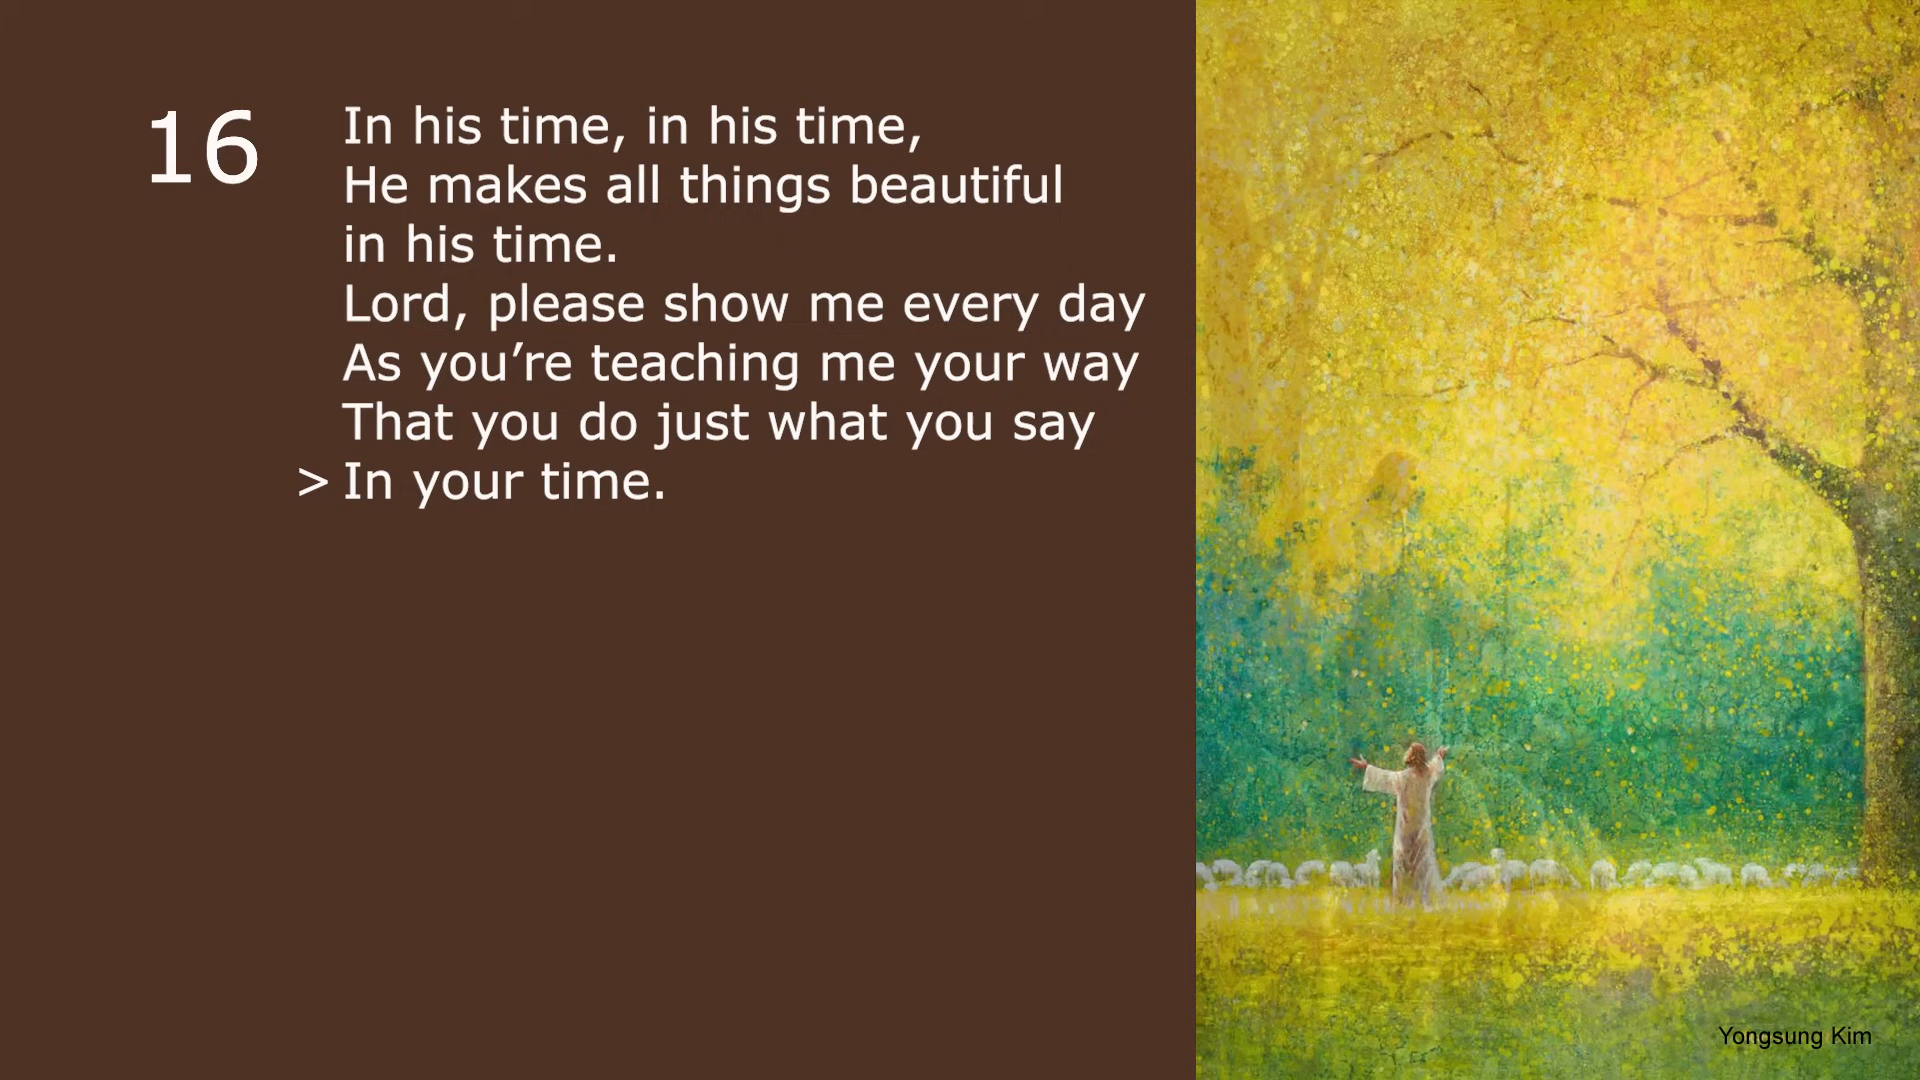 16
In his time, in his time,
He makes all things beautiful
in his time.
Lord, please show me every day
As you’re teaching me your way
That you do just what you say
> In your time.
Yongsung Kim